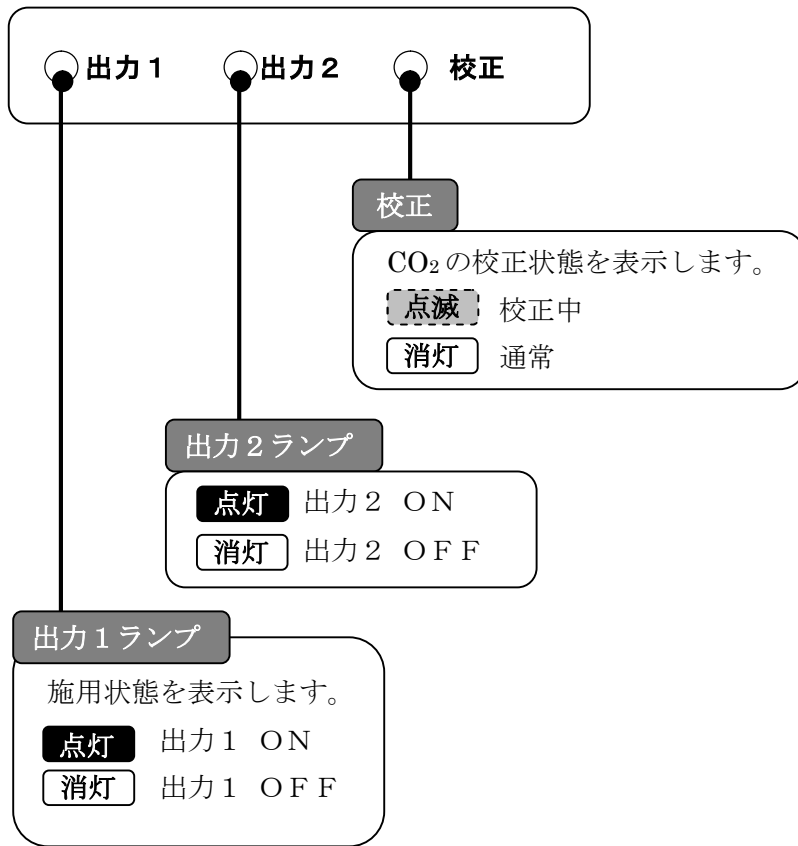 出力１ 出力２ 校正
校正
CO₂の校正状態を表示します。
点滅 校正中
消灯 通常
出力２ランプ
点灯 出力２ ＯＮ
消灯 出力２ ＯＦＦ
出力１ランプ
施用状態を表示します。
点灯 出力１ ＯＮ
消灯 出力１ ＯＦＦ